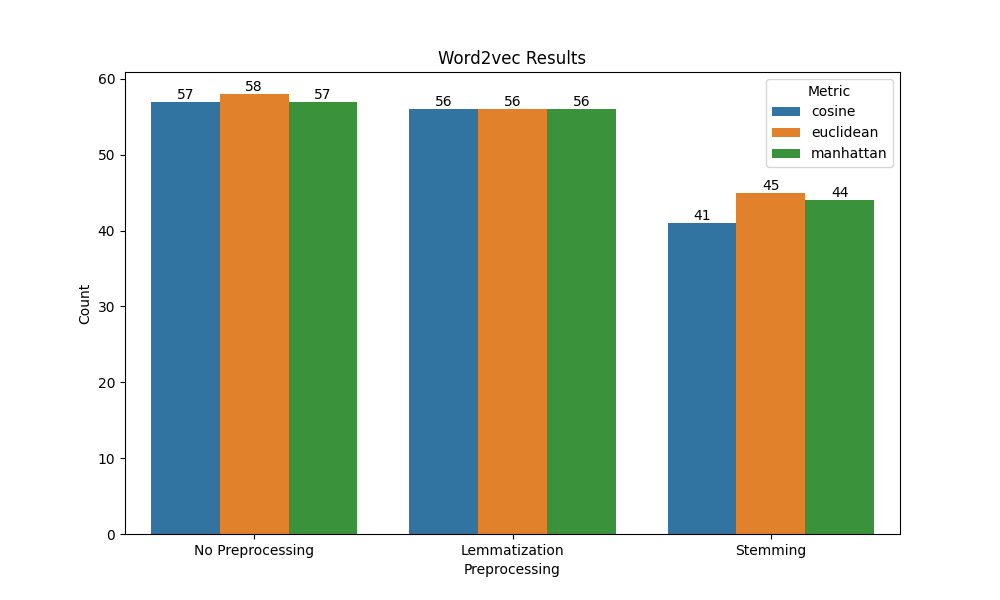 Word2vec Results
60
50
40
30
20
10
0
Count
57
58
57
56
56
56
41
45
44
Metric
cosine
euclidean
manhattan
No Preprocessing
Lemmatization
Stemming
Preprocessing